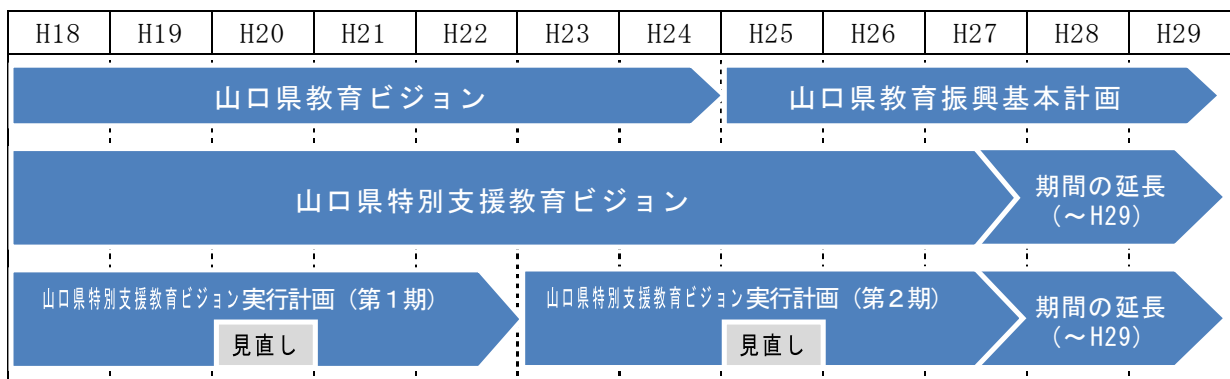 H18 H19 H20 H21 H22 H23 H24 H25 H26 H27 H28 H29
山口県教育ビジョン
山口県教育振興基本計画
山口県特別支援教育ビジョン
期間の延長
(～H29)
山口県特別支援教育ビジョン実行計画（第１期）
見直し
山口県特別支援教育ビジョン実行計画（第２期）
見直し
期間の延長
(～H29)